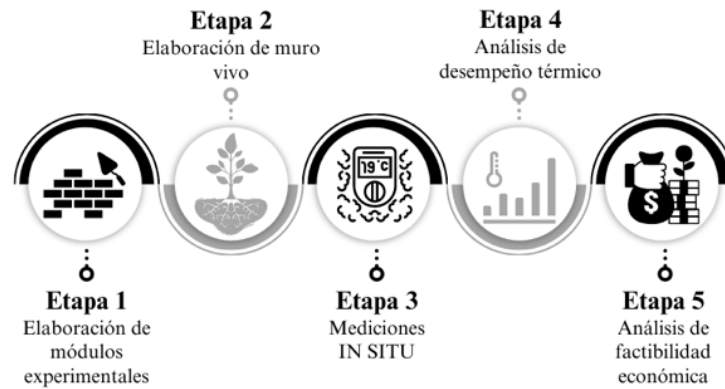 Etapa 1
Elaboración de
módulos
experimentales
Etapa 2
Elaboración de muro
vivo
Etapa 3
Mediciones
IN SITU
79°C
Etapa 4
Análisis de
desempeño térmico
Etapa 5
Análisis de
factibilidad
económica
$